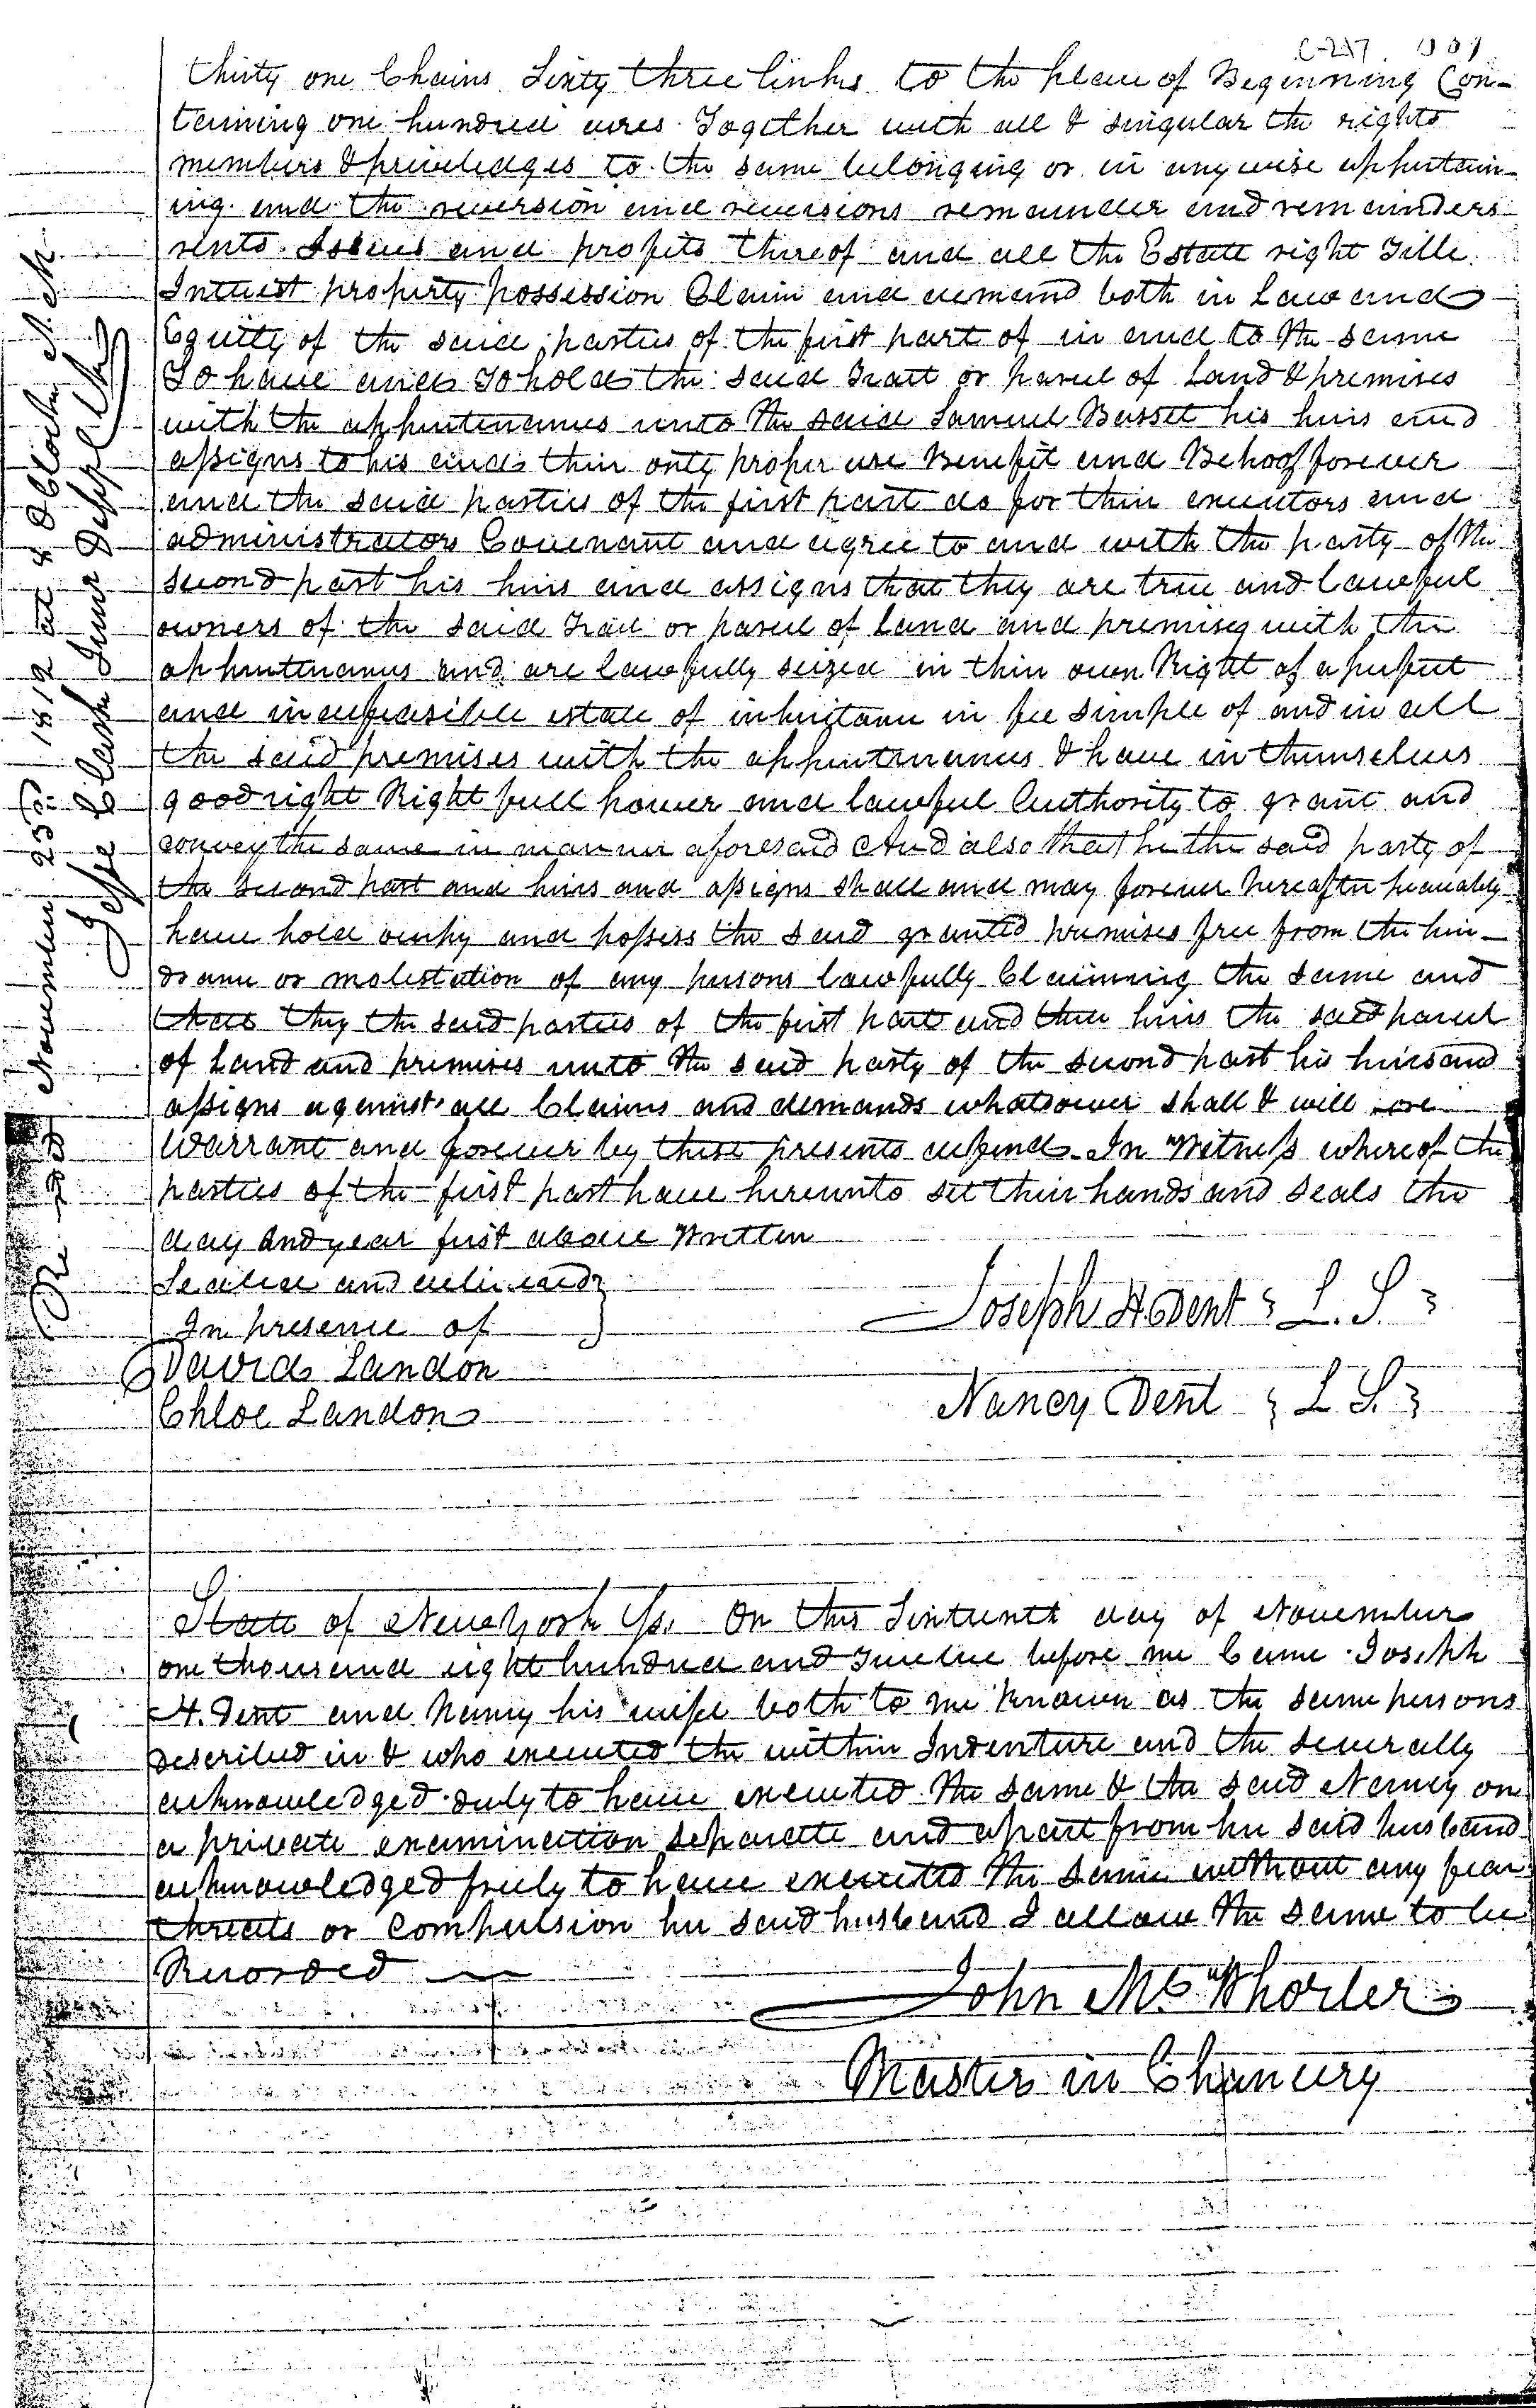 C-217
thirty one Chains Sixty three links to the place of Beginning Con-
taining one hundred acres Together with all & singular the rights
members & priviledges to the same belonging or in anywise appurtain-
ing and the reversion and reversions remainder and remainders
rents Issues and profits thereof and all the Estate right Title
Interest property possession Claim and demand both in Law and
Equity of the said parties of the first part of in and to the same
To have and to hold the said Tract or parcel of Land & premises
with the appurtenances unto the said Samuel Basset his heirs and
assigns to his and their only proper use Benefit and Behoof forever
and the said parties of the first part do for their executors and
administrators Covenant and agree to and with the party of the
second part his heirs and assigns that they are true and lawful
owners of the said Tract or parcel of land and premises with the
appurtenances and are lawfully seized in their own Right of a perfect
and indefeasible estate of inheritance in fee simple of and in all
the said premises with the appurtenances & have in themselves
good right Right full power and lawful Authority to grant and
convey the same in manner aforesaid And also that he the said party of
the second part and heirs and assigns shall and may forever hereafter peaceably
have hold occupy and possess the said granted premises free from the hin-
drance or molestation of any persons lawfully Claiming the same and
that they the said parties of the first part and their heirs the said parcel
of Land and premises unto the said party of the second part his heirs and
assigns against all Claims and demands whatsoever shall & will
Warrant and forever by these presents defend In Witness whereof the
parties of the first part have hereunto set their hands and seals the
day and year first above Written
Sealed and delivered
In presence of
David Landon
Chloe Landon
Joseph H Dent L. S.
Nancy Dent L S.
State of New York Ss. On this Sixteenth day of November
one thousand eight hundred and Twelve before me Came Joseph
H. Dent and Nancy his wife both to me Known as the same persons
Described in & who executed the within Indenture and the severally
acknowledged duly to have executed the same & the said Nancy on
a private examination separate and apart from her said husband
acknowledged freely to have executed the same without any fear
threats or Compulsion her said husband I allow the same to be
Recorded
John McWhorter
Master in Chancery
November 25th 1812 at 4 OClock
Clerk